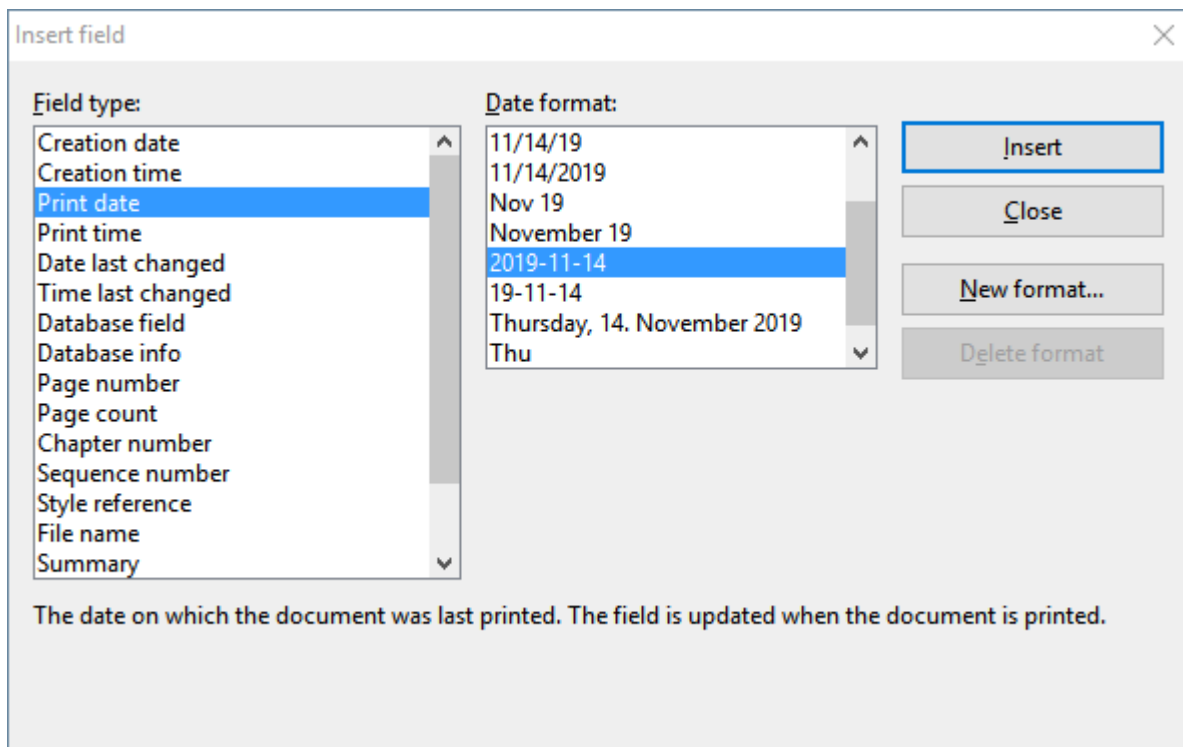 Insert field
Field type:
Creation date
Creation time
Print date
Print time
Date last changed
Time last changed
Database field
Database info
Page number
Page count
Chapter number
Sequence number
Style reference
File name
Summary
Date format:
11/14/19
11/14/2019
Nov 19
November 19
2019-11-14
19-11-14
Thursday, 14. November 2019
Thu
Insert
Close
New format...
Delete format
The date on which the document was last printed. The field is updated when the document is printed.